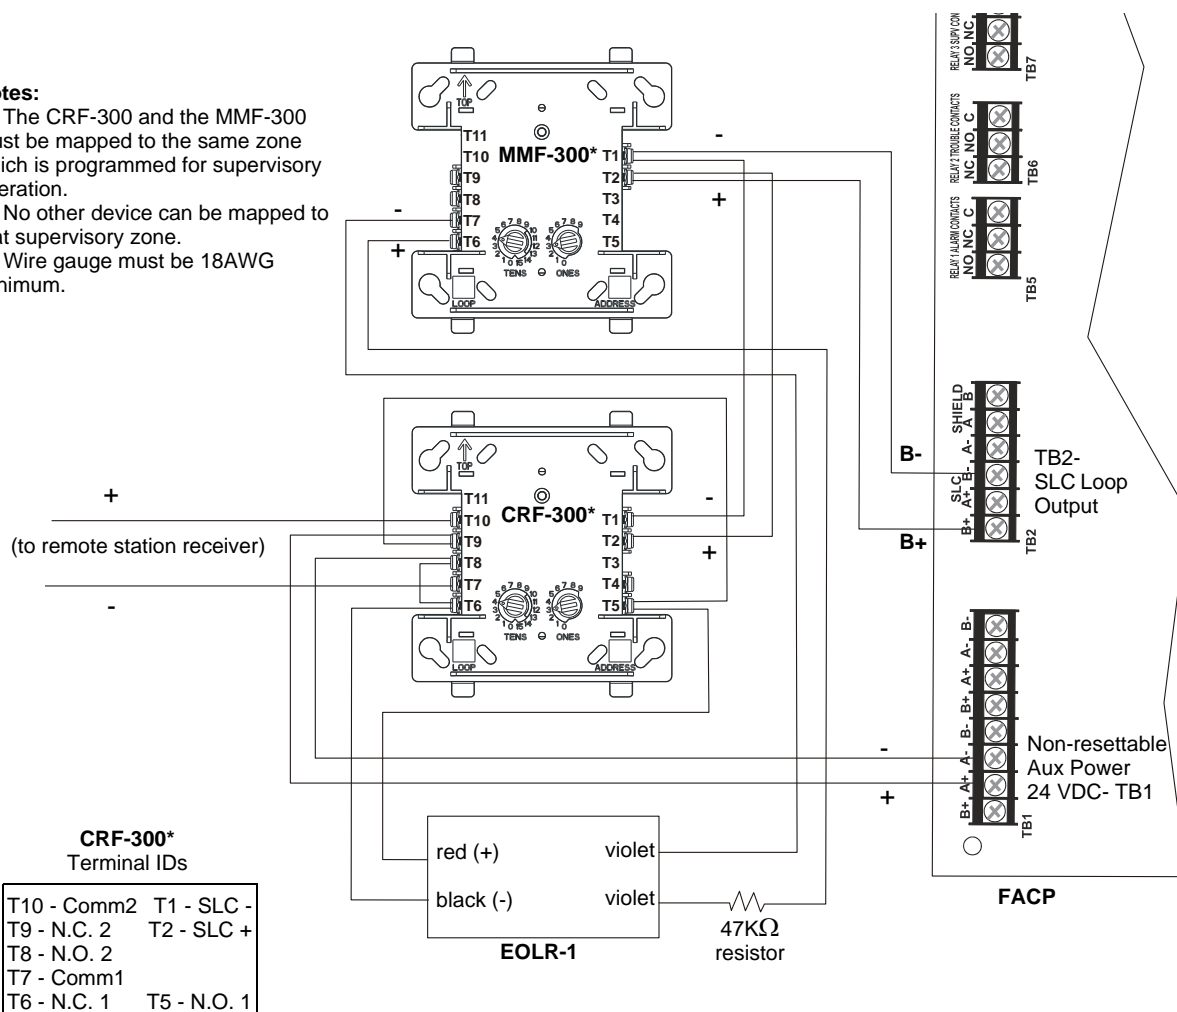 otes:
The CRF-300 and the MMF-300
ust be mapped to the same zone
ich is programmed for supervisory
eration.
No other device can be mapped to
at supervisory zone.
Wire gauge must be 18AWG
nimum.
TOP
T11
T10
T9
T8
T7
T6
MMF-300*
T1
T2
T3
T4
T5
TENS
ONES
LOOP
ADDRESS
-
+
-
+
TOP
T11
T10
T9
T8
T7
T6
CRF-300*
T1
T2
T3
T4
T5
TENS
ONES
LOOP
ADDRESS
-
+
+
(to remote station receiver)
-
RELAY 3 SUPV CON
NO NC
TB7
RELAY 2 TROUBLE CONTACTS
NC NO C
TB6
RELAY 1 ALARM CONTACTS
NO NC C
TB5
B-
B+
SHIELD
B
A
SLC
A-
B-
A+
B+
TB2
TB2-
SLC Loop
Output
B-
A-
A+
B+
B-
A-
A+
B+
TB1
-
+
Non-resettable
Aux Power
24 VDC- TB1
FACP
red (+)
violet
black (-)
violet
EOLR-1
47KΩ
resistor
CRF-300*
Terminal IDs
T10 - Comm2 T1 - SLC -
T9 - N.C. 2 T2 - SLC +
T8 - N.O. 2
T7 - Comm1
T6 - N.C. 1 T5 - N.O. 1